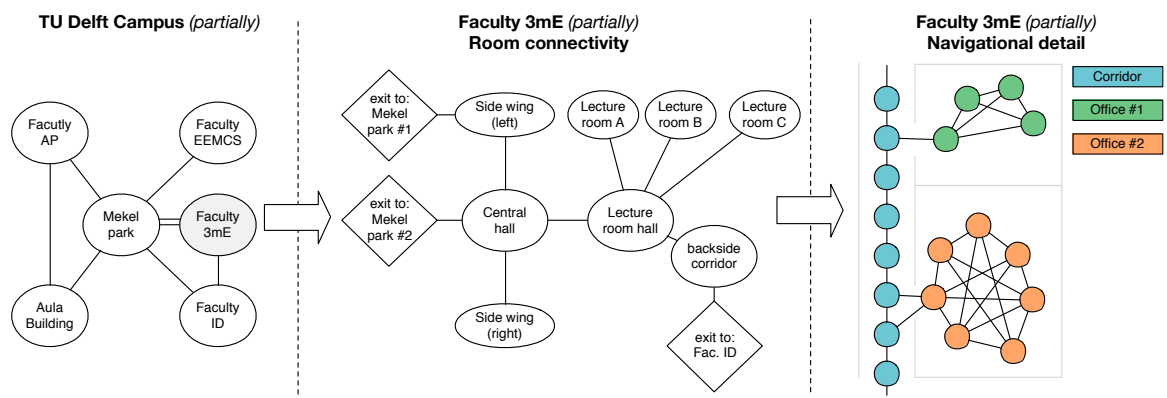 TU Delft Campus (partially)
Facutly
AP
Faculty
EEMCS
Mekel
park
Faculty
3mE
Aula
Building
Faculty
ID
Faculty 3mE (partially)
Room connectivity
exit to:
Mekel
park #1
Side wing
(left)
Lecture
room A
Lecture
room B
Lecture
room C
exit to:
Mekel
park #2
Central
hall
Lecture
room hall
backside
corridor
Side wing
(right)
exit to:
Fac. ID
Faculty 3mE (partially)
Navigational detail
Corridor
Office #1
Office #2